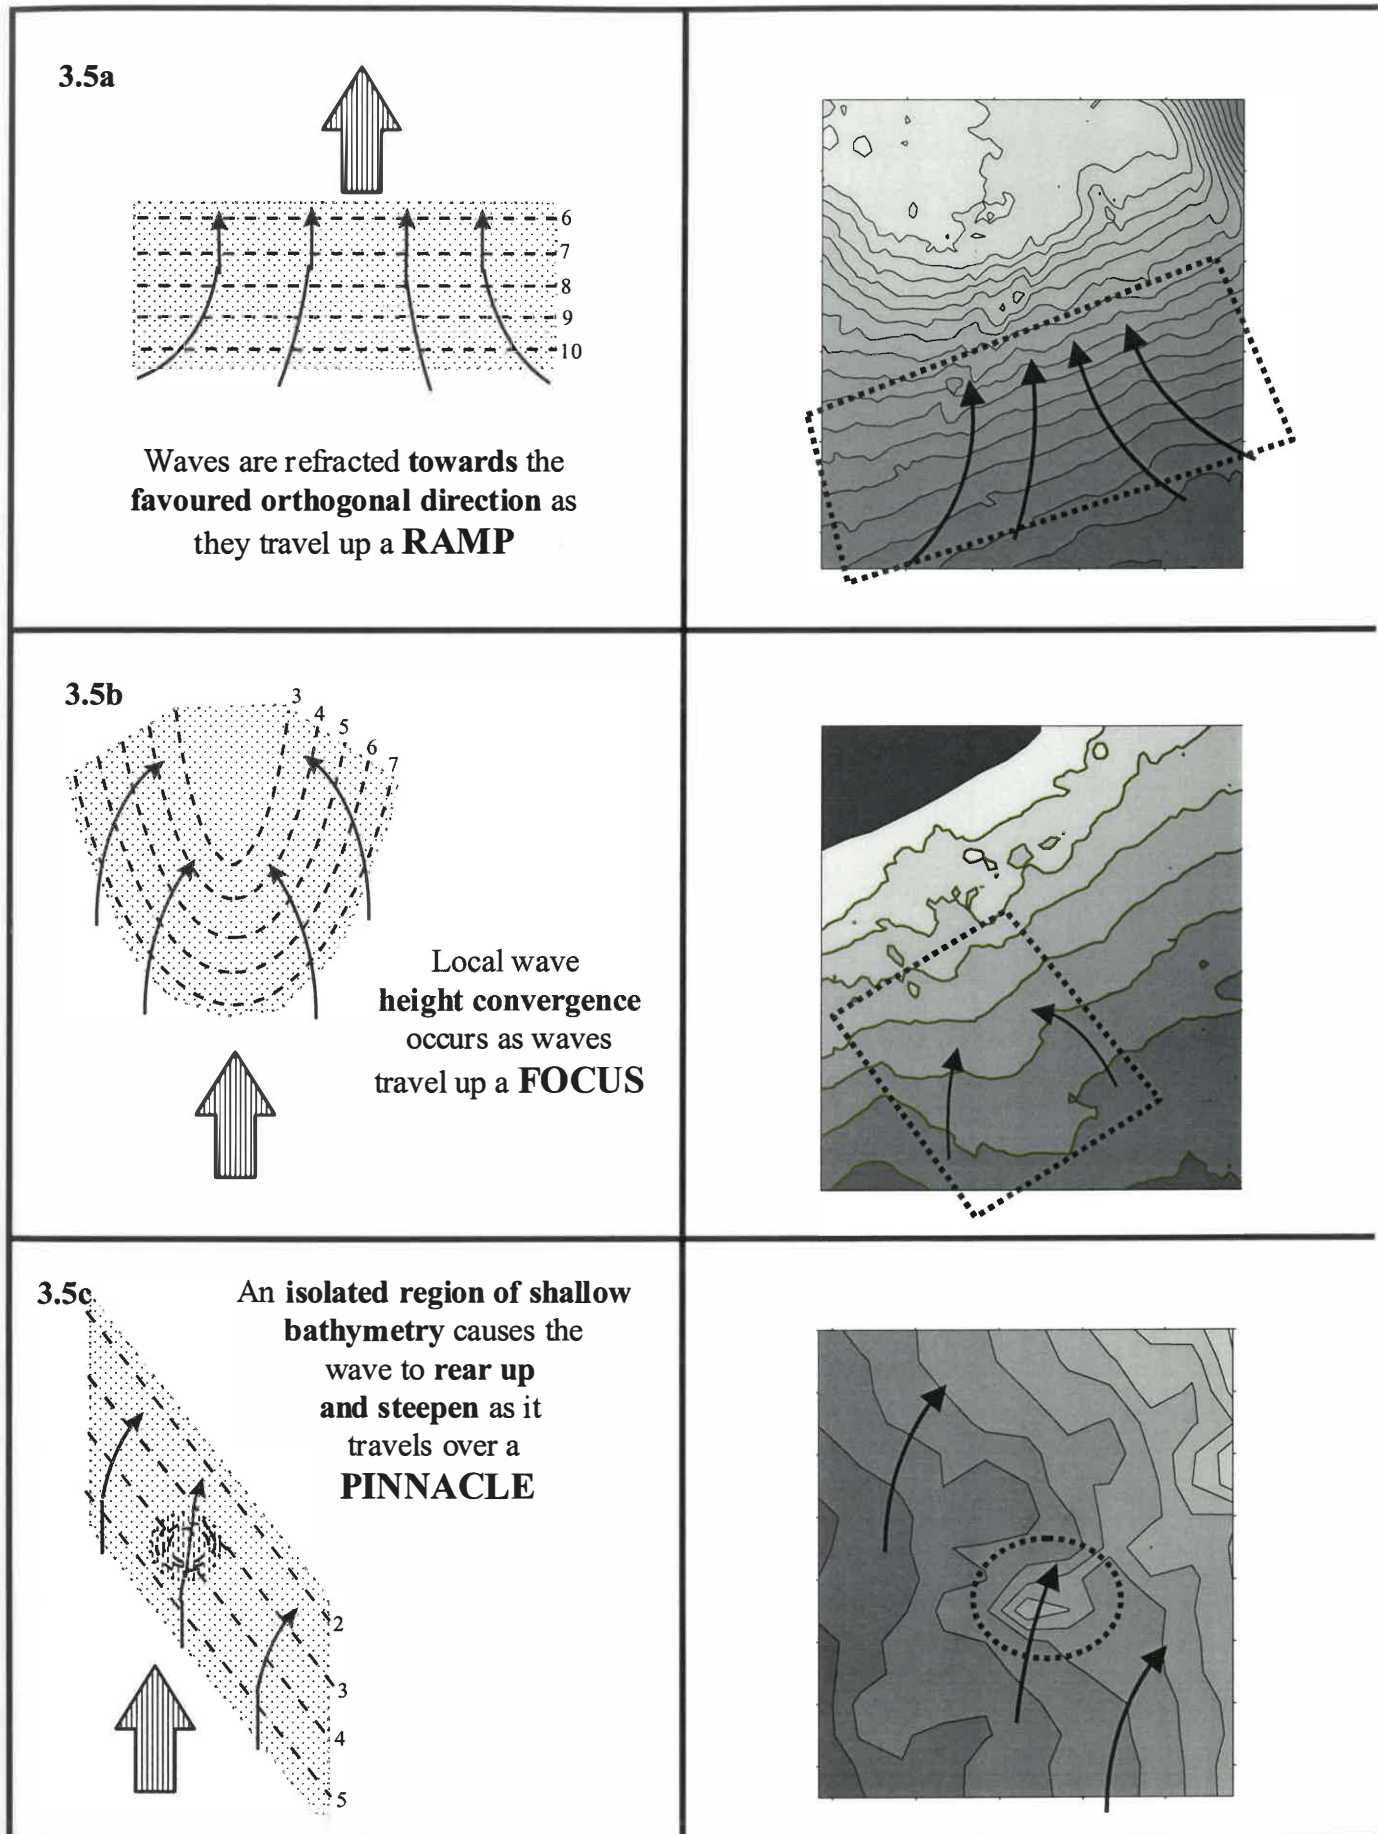 3.5a
6
7
8
9
10
Waves are refracted towards the
favoured orthogonal direction as
they travel up a RAMP
3.5b
3
4
5
6
7
Local wave
height convergence
occurs as waves
travel up a FOCUS
3.5c
An isolated region of shallow
bathymetry causes the
wave to rear up
and steepen as it
travels over a
PINNACLE
2
3
4
5